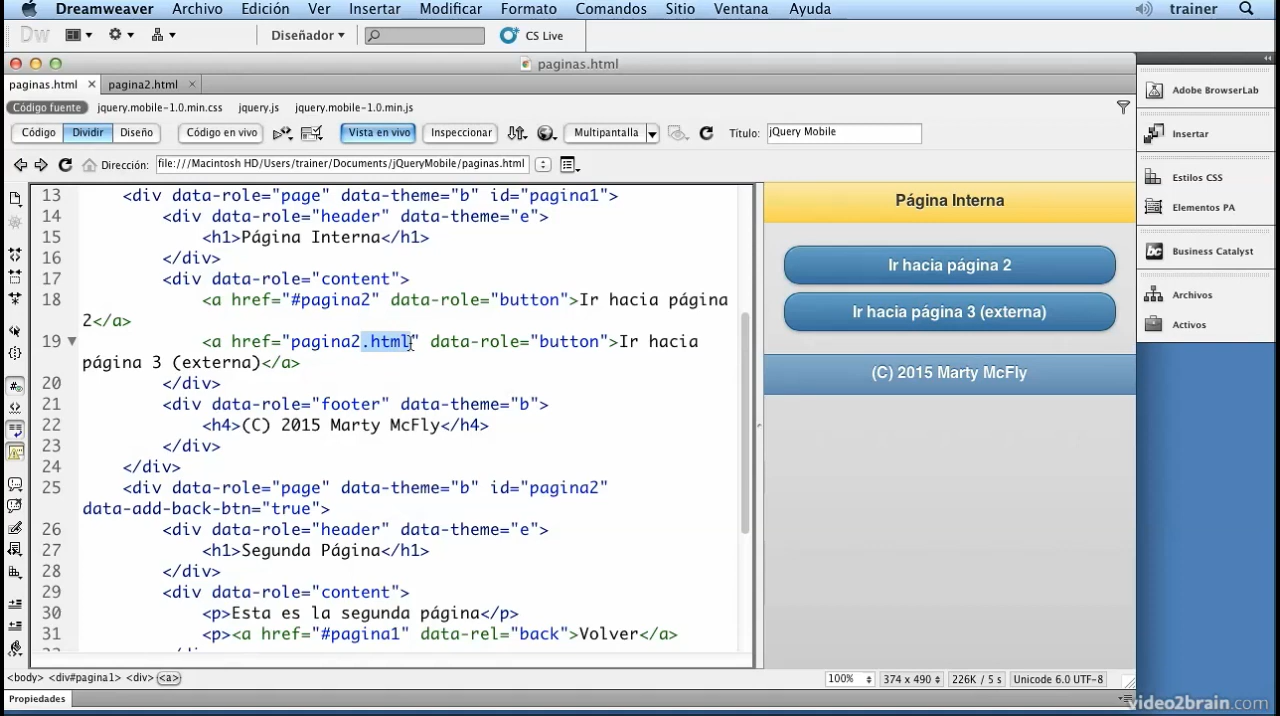 Dreamweaver Archivo Edición Ver Insertar Modificar Formato Comandos Sitio Ventana Ayuda trainer
Dw Diseñador CS Live
paginas.html
paginas.html pagina2.html
Código fuente jquery.mobile-1.0.min.css jquery.js jquery.mobile-1.0.min.js
Código Dividir Diseño Código en vivo Vista en vivo Inspeccionar Multipantalla Título: jQuery Mobile
Dirección: file:///Macintosh HD/Users/trainer/Documents/jQueryMobile/paginas.html
13 <div data-role="page" data-theme="b" id="pagina1">
14 <div data-role="header" data-theme="e">
15 <h1>Página Interna</h1>
16 </div>
17 <div data-role="content">
18 <a href="#pagina2" data-role="button">Ir hacia página
2</a>
19 <a href="pagina2.html" data-role="button">Ir hacia
página 3 (externa)</a>
20 </div>
21 <div data-role="footer" data-theme="b">
22 <h4>(C) 2015 Marty McFly</h4>
23 </div>
24 </div>
25 <div data-role="page" data-theme="b" id="pagina2"
data-add-back-btn="true">
26 <div data-role="header" data-theme="e">
27 <h1>Segunda Página</h1>
28 </div>
29 <div data-role="content">
30 <p>Esta es la segunda página</p>
31 <p><a href="#pagina1" data-rel="back">Volver</a>
Página Interna
Ir hacia página 2
Ir hacia página 3 (externa)
(C) 2015 Marty McFly
Adobe BrowserLab
Insertar
Estilos CSS
Elementos PA
bc Business Catalyst
Archivos
Activos
<body> <div#pagina1> <div> <a> 100% 374 x 490 226K / 5 s Unicode 6.0 UTF-8
Propiedades
video2brain.com